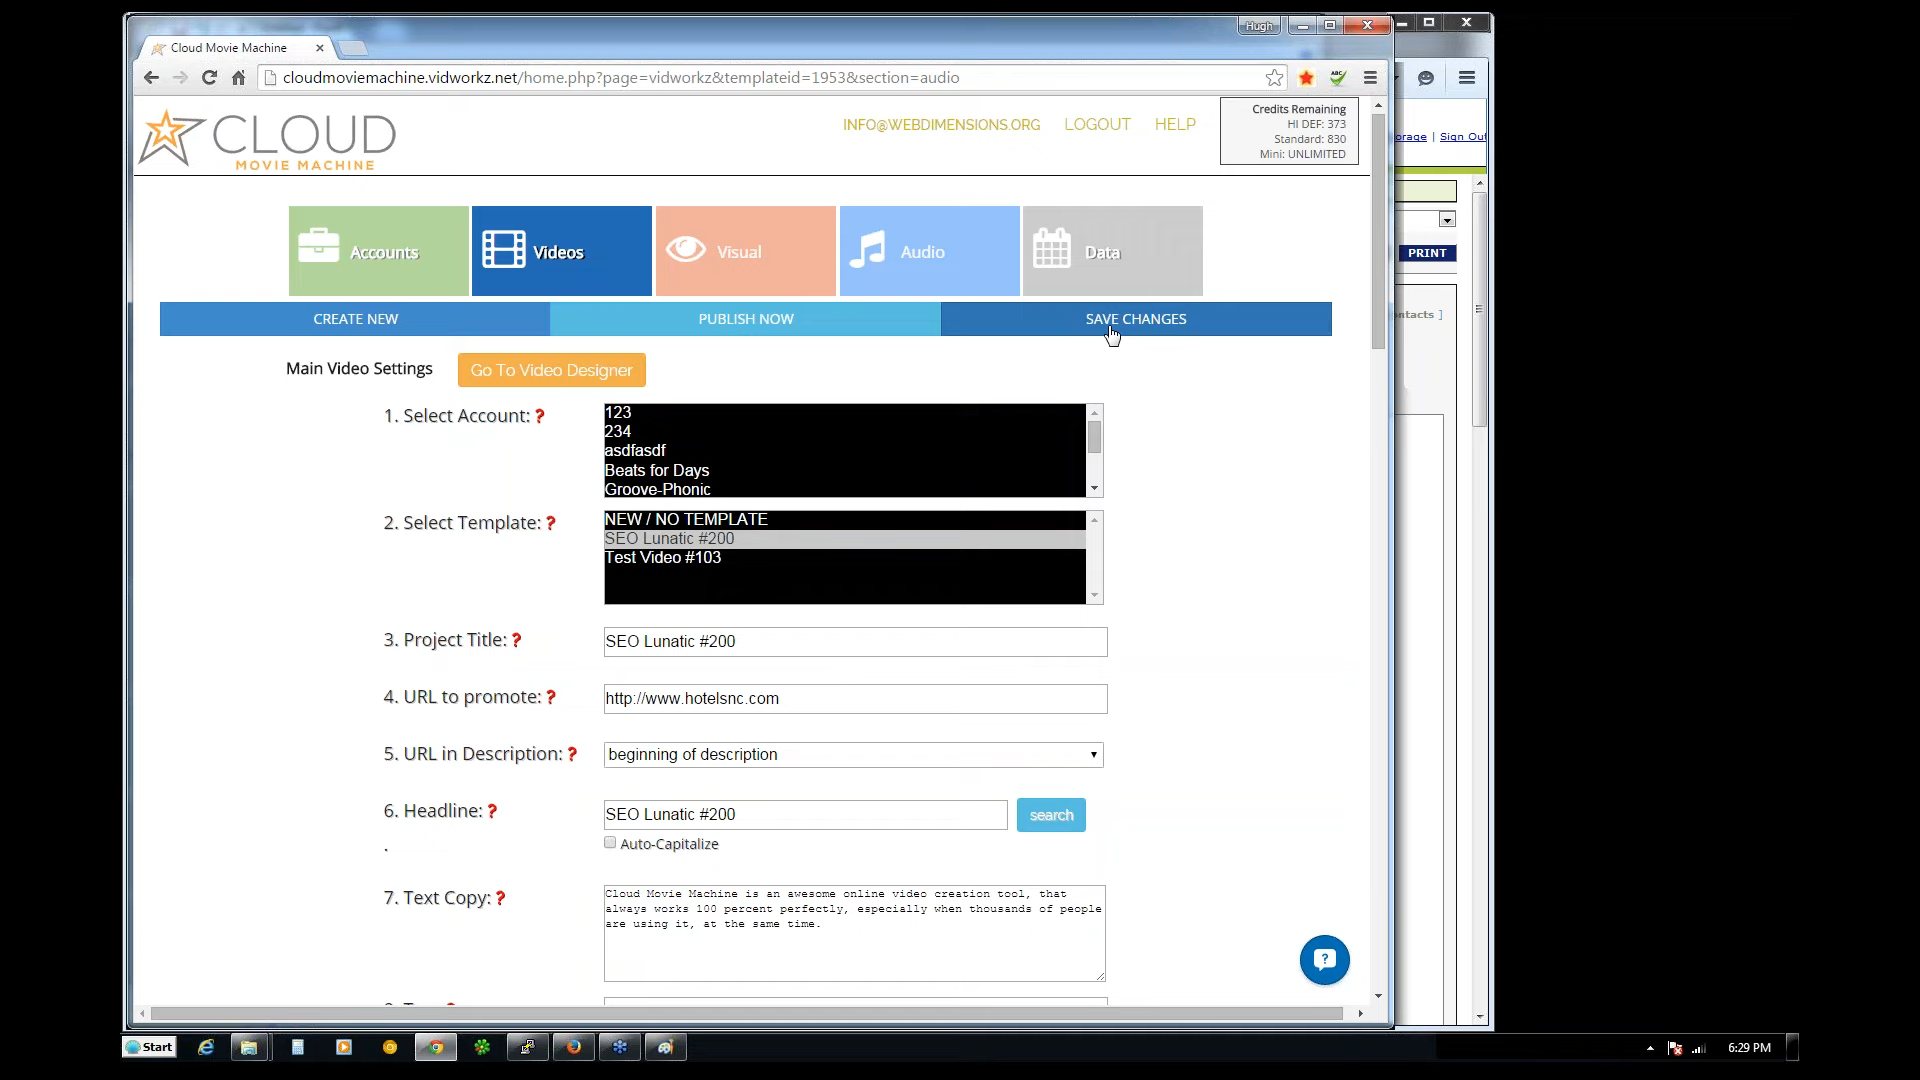 Hugh
Cloud Movie Machine
cloudmoviemachine.vidworkz.net/home.php?page=vidworkz&templateid=1953&section=audio
ABC
CLOUD
MOVIE MACHINE
INFO@WEBDIMENSIONS.ORG LOGOUT HELP
Credits Remaining
HI DEF: 373
Standard: 830
Mini: UNLIMITED
orage | Sign Out
Accounts Videos Visual Audio Data
PRINT
CREATE NEW PUBLISH NOW SAVE CHANGES
ntacts ]
Main Video Settings Go To Video Designer
1. Select Account: ?
123
234
asdfasdf
Beats for Days
Groove-Phonic
2. Select Template: ?
NEW / NO TEMPLATE
SEO Lunatic #200
Test Video #103
3. Project Title: ? SEO Lunatic #200
4. URL to promote: ? http://www.hotelsnc.com
5. URL in Description: ? beginning of description
6. Headline: ? SEO Lunatic #200 search
Auto-Capitalize
7. Text Copy: ?
Cloud Movie Machine is an awesome online video creation tool, that
always works 100 percent perfectly, especially when thousands of people
are using it, at the same time.
Start
6:29 PM